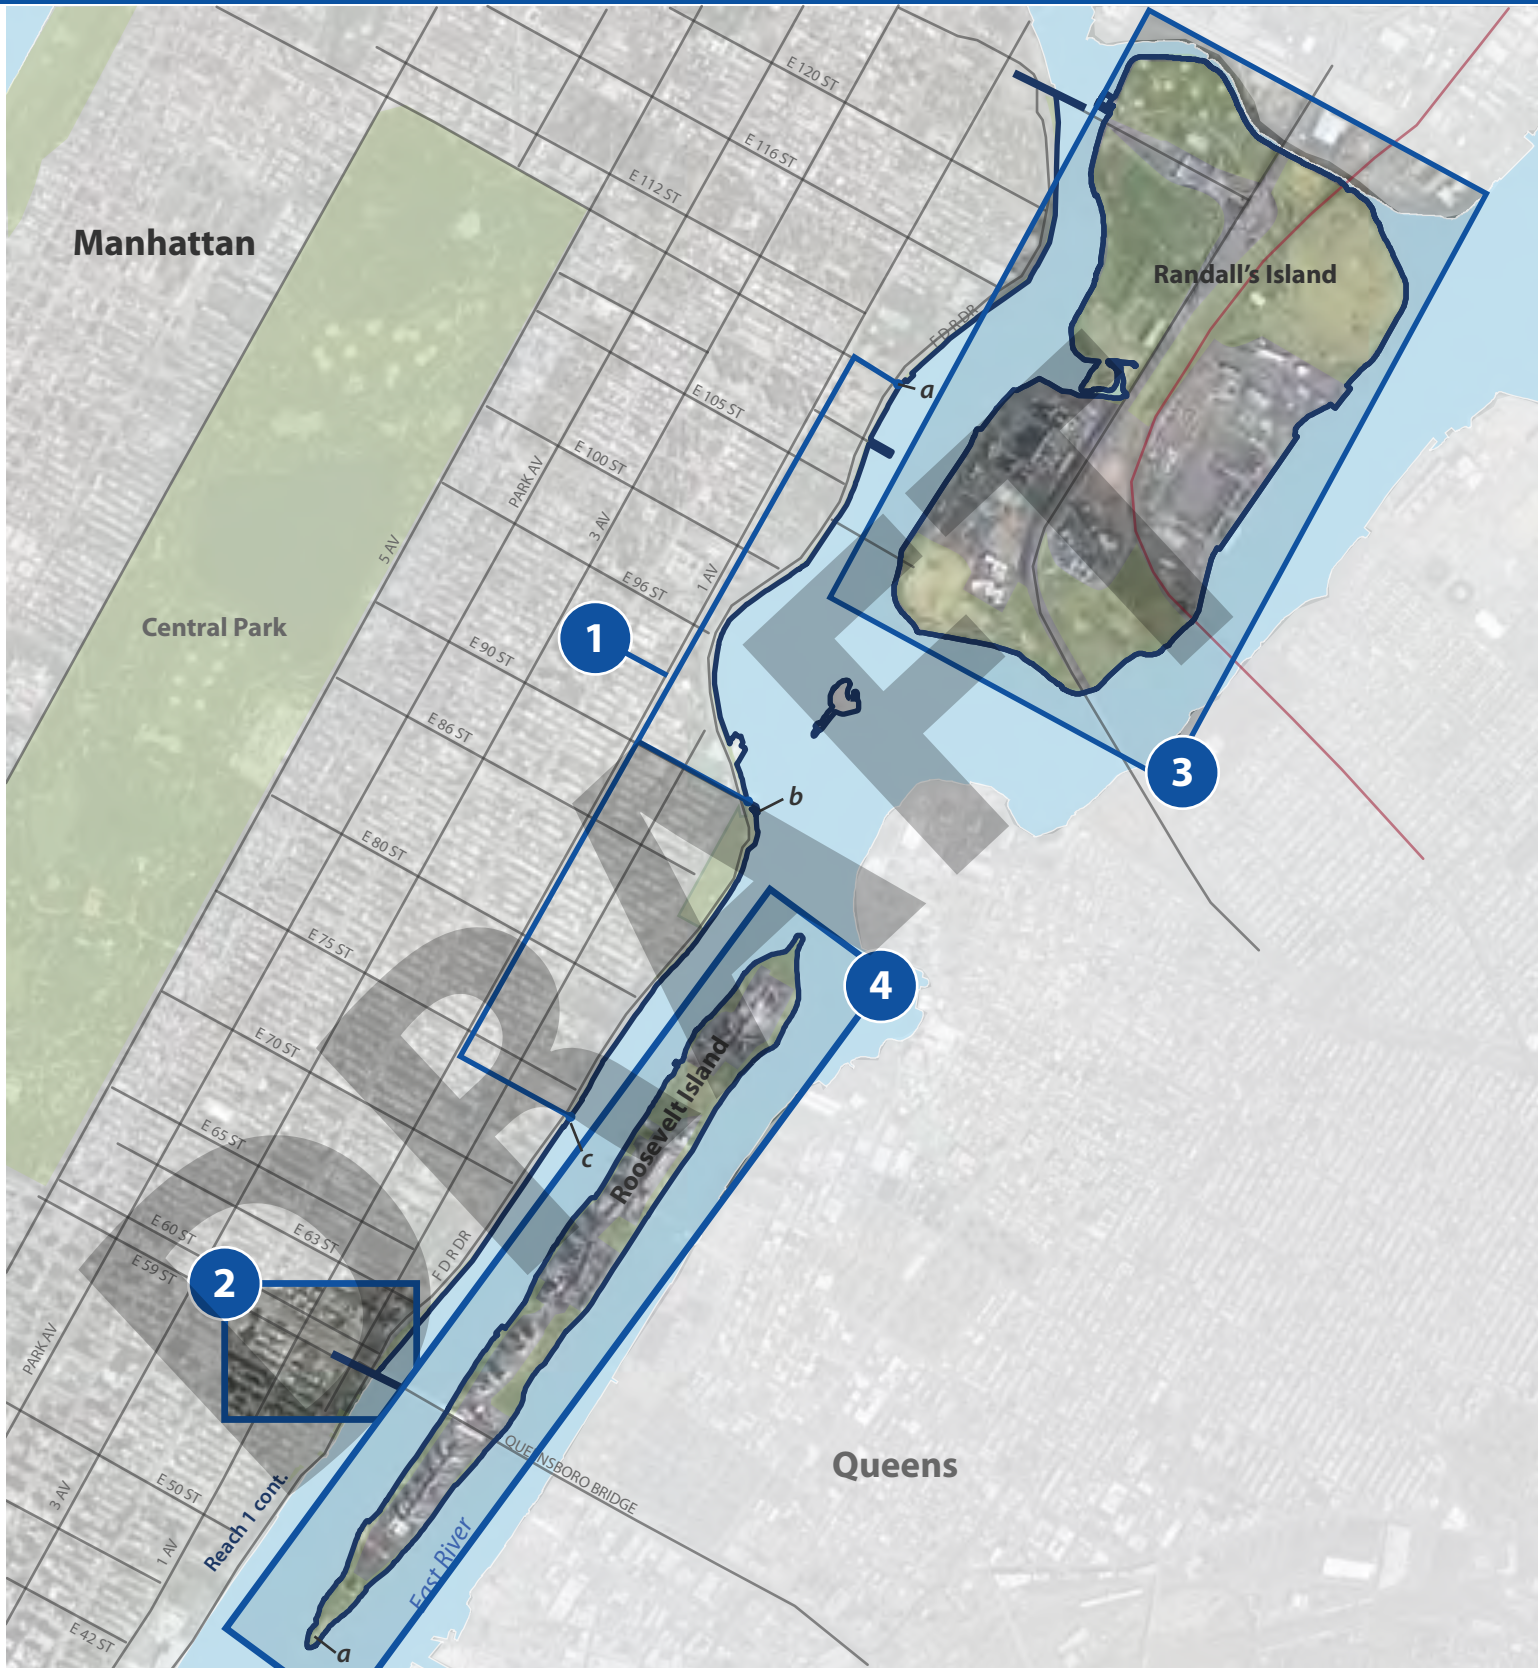 E 120 ST
E 116 ST
E 112 ST
Manhattan
Randall's Island
F D R DR
a
E 105 ST
E 100 ST
PARK AV
3 AV
5 AV
1 AV
E 96 ST
Central Park
1
E 90 ST
E 86 ST
3
b
E 80 ST
E 75 ST
4
E 70 ST
Roosevelt Island
E 65 ST
c
E 60 ST
E 63 ST
F D R DR
E 59 ST
2
PARK AV
QUEENSBORO BRIDGE
Queens
E 50 ST
3 AV
Reach 1 cont.
1 AV
East River
E 42 ST
a
DRAFT